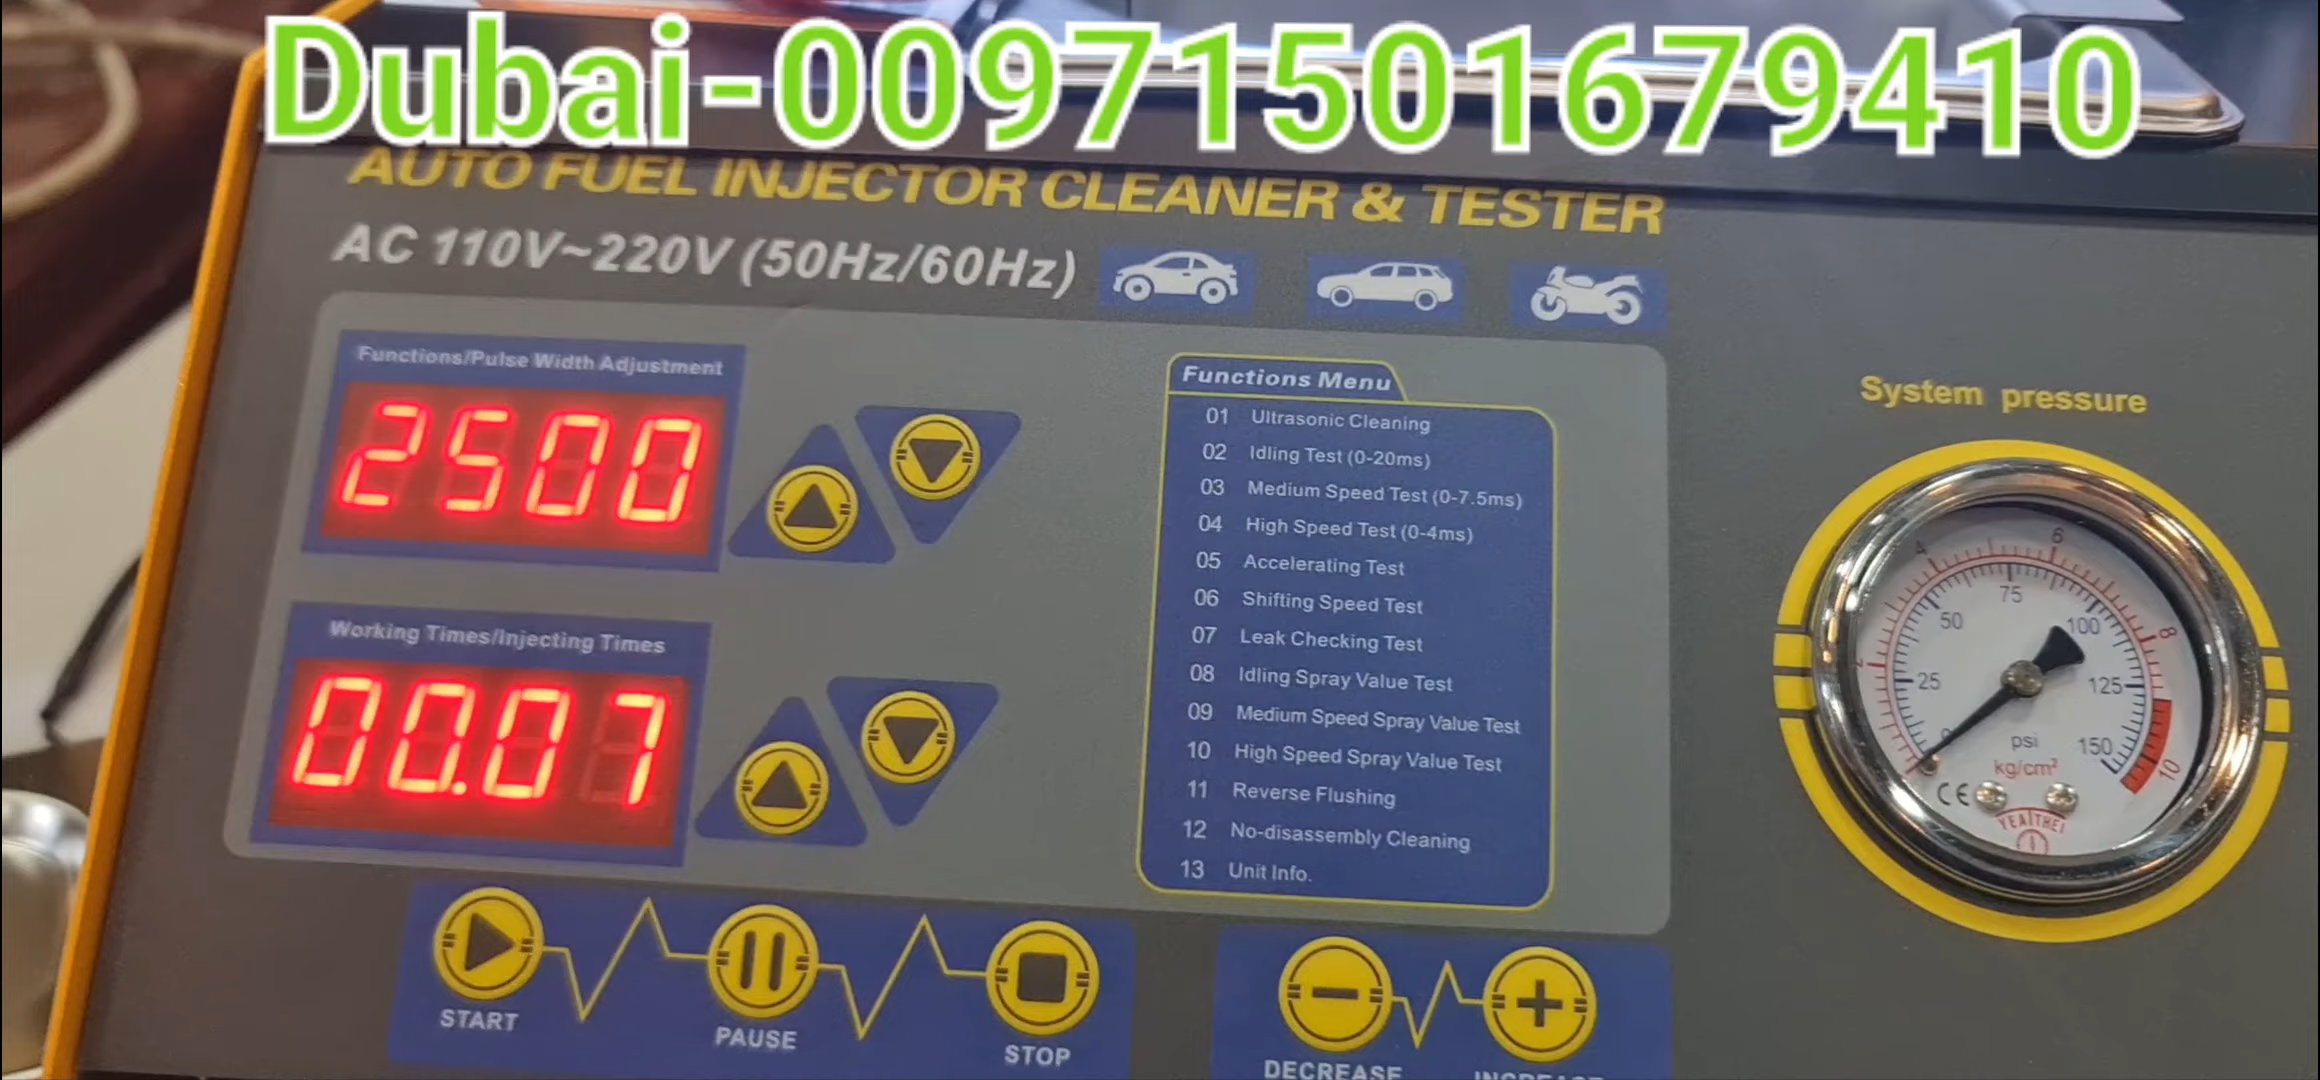 Dubai-00971501679410
AUTO FUEL INJECTOR CLEANER & TESTER
AC 110V~220V (50Hz/60Hz)
Functions/Pulse Width Adjustment
2500
Working Times/Injecting Times
00.07
START
PAUSE
STOP
Functions Menu
01 Ultrasonic Cleaning
02 Idling Test (0-20ms)
03 Medium Speed Test (0-7.5ms)
04 High Speed Test (0-4ms)
05 Accelerating Test
06 Shifting Speed Test
07 Leak Checking Test
08 Idling Spray Value Test
09 Medium Speed Spray Value Test
10 High Speed Spray Value Test
11 Reverse Flushing
12 No-disassembly Cleaning
13 Unit Info.
DECREASE
INCREASE
System pressure
0
25
50
75
100
125
150
2
4
6
8
10
psi
kg/cm²
CE
YEATHEI